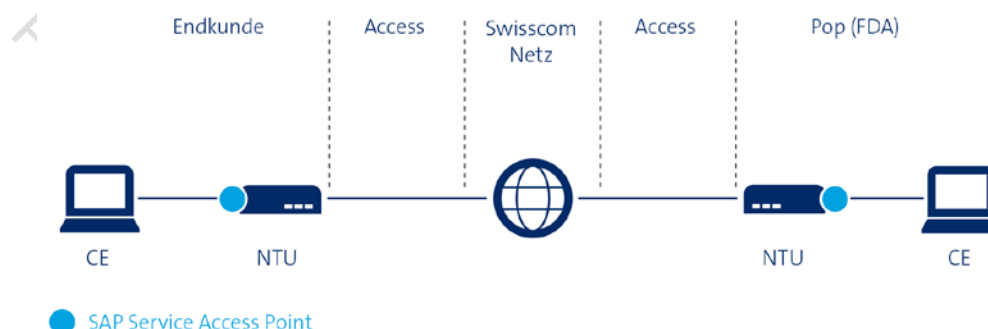 Endkunde
Access
Swisscom
Netz
Access
Pop (FDA)
CE
NTU
NTU
CE
SAP Service Access Point